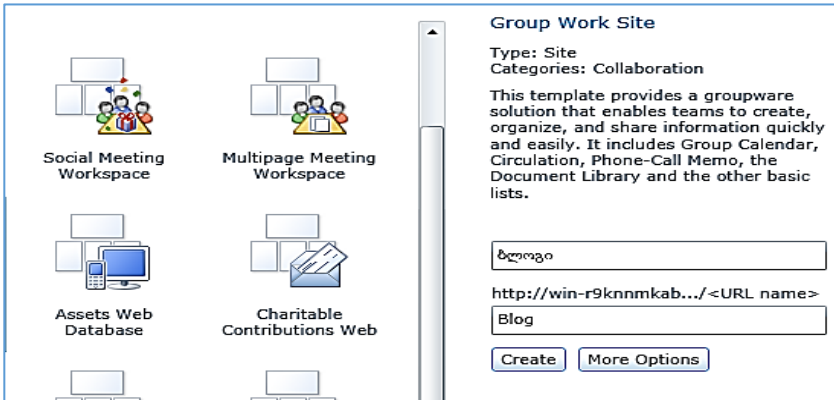 Social Meeting
Workspace
Multipage Meeting
Workspace
Assets Web
Database
Charitable
Contributions Web
Group Work Site
Type: Site
Categories: Collaboration
This template provides a groupware
solution that enables teams to create,
organize, and share information quickly
and easily. It includes Group Calendar,
Circulation, Phone-Call Memo, the
Document Library and the other basic
lists.
ბლოგი
http://win-r9knnmkab.../<URL name>
Blog
Create
More Options